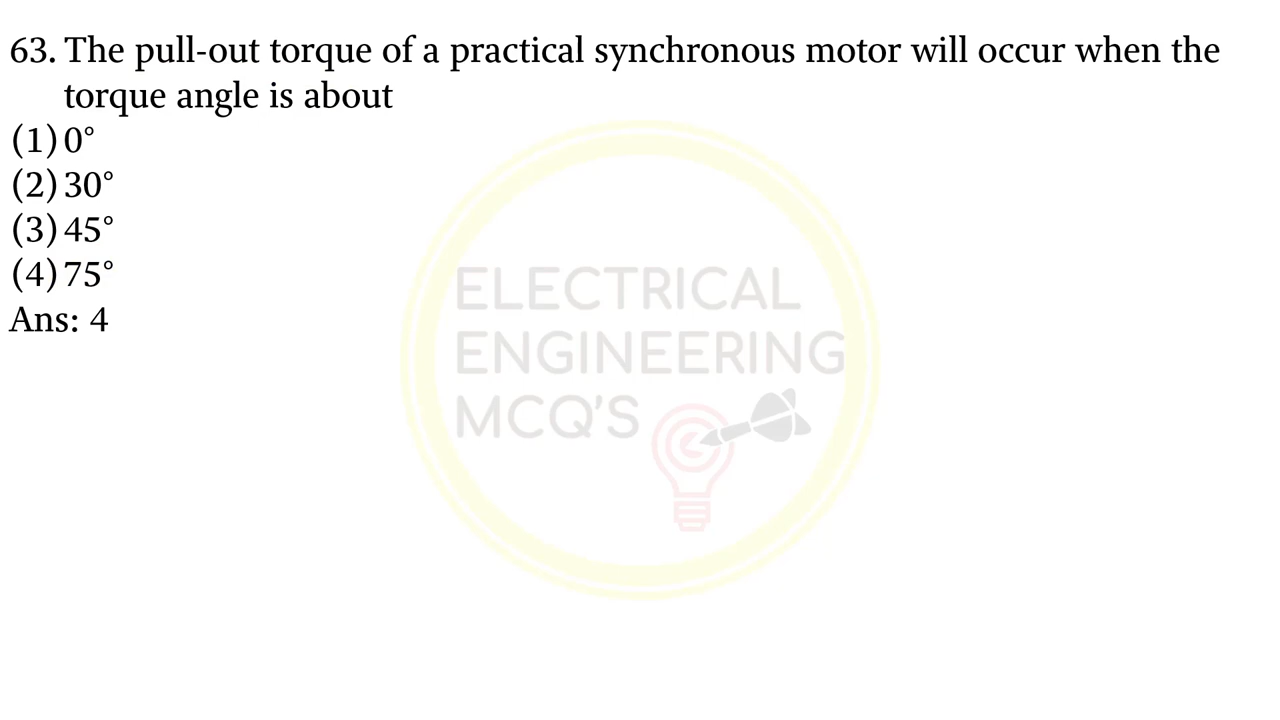 63. The pull-out torque of a practical synchronous motor will occur when the
torque angle is about
(1) 0°
(2) 30°
(3) 45°
(4) 75°
Ans: 4
ELECTRICAL
ENGINEERING
MCQ'S